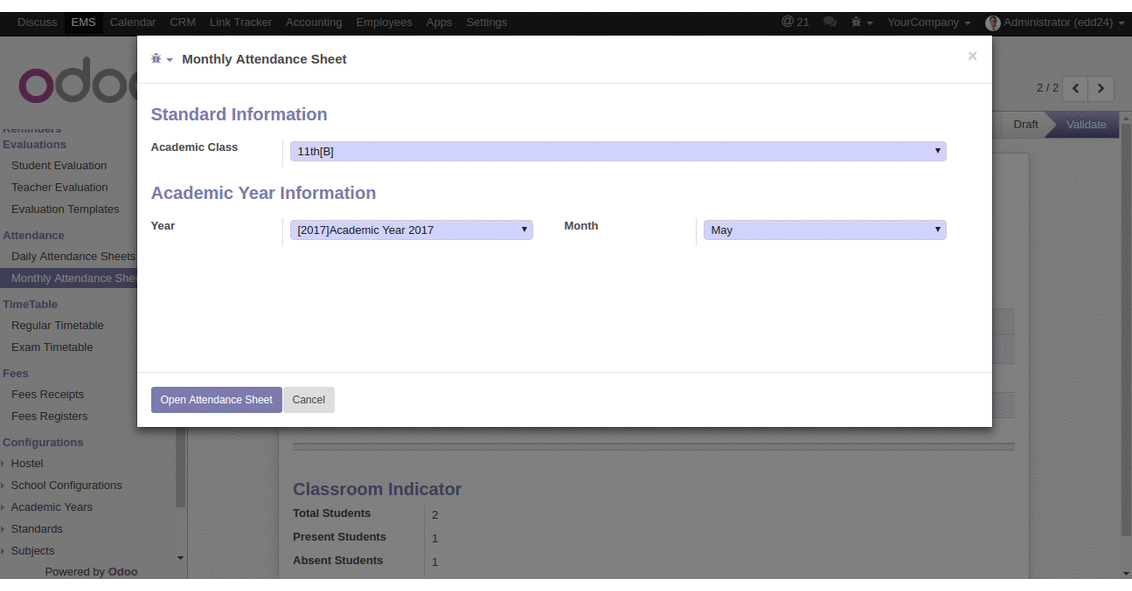 Discuss EMS Calendar CRM Link Tracker Accounting Employees Apps Settings @ 21 YourCompany Administrator (edd24)
Monthly Attendance Sheet ×
odoo
2 / 2
Draft Validate
Standard Information
Academic Class 11th[B]
Academic Year Information
Year [2017]Academic Year 2017 Month May
Open Attendance Sheet Cancel
Reminders
Evaluations
Student Evaluation
Teacher Evaluation
Evaluation Templates
Attendance
Daily Attendance Sheets
Monthly Attendance Shee
TimeTable
Regular Timetable
Exam Timetable
Fees
Fees Receipts
Fees Registers
Configurations
Hostel
School Configurations
Academic Years
Standards
Subjects
Powered by Odoo
Classroom Indicator
Total Students 2
Present Students 1
Absent Students 1